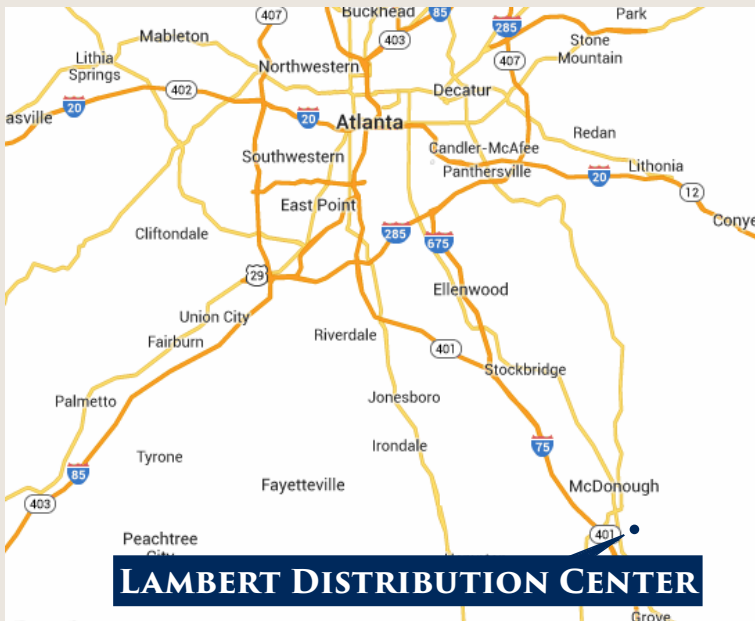 407
Buckhead
85
Park
285
Mableton
403
Stone
Mountain
Lithia
Springs
Northwestern
407
402
Decatur
20
20
asville
Atlanta
Redan
Candler-McAfee
Southwestern
Panthersville
Lithonia
20
12
East Point
Conye
Cliftondale
285
675
29
Ellenwood
Union City
Riverdale
Fairburn
401
Stockbridge
Palmetto
Jonesboro
Irondale
75
Tyrone
85
Fayetteville
McDonough
403
401
Peachtree
City
LAMBERT DISTRIBUTION CENTER
Grove